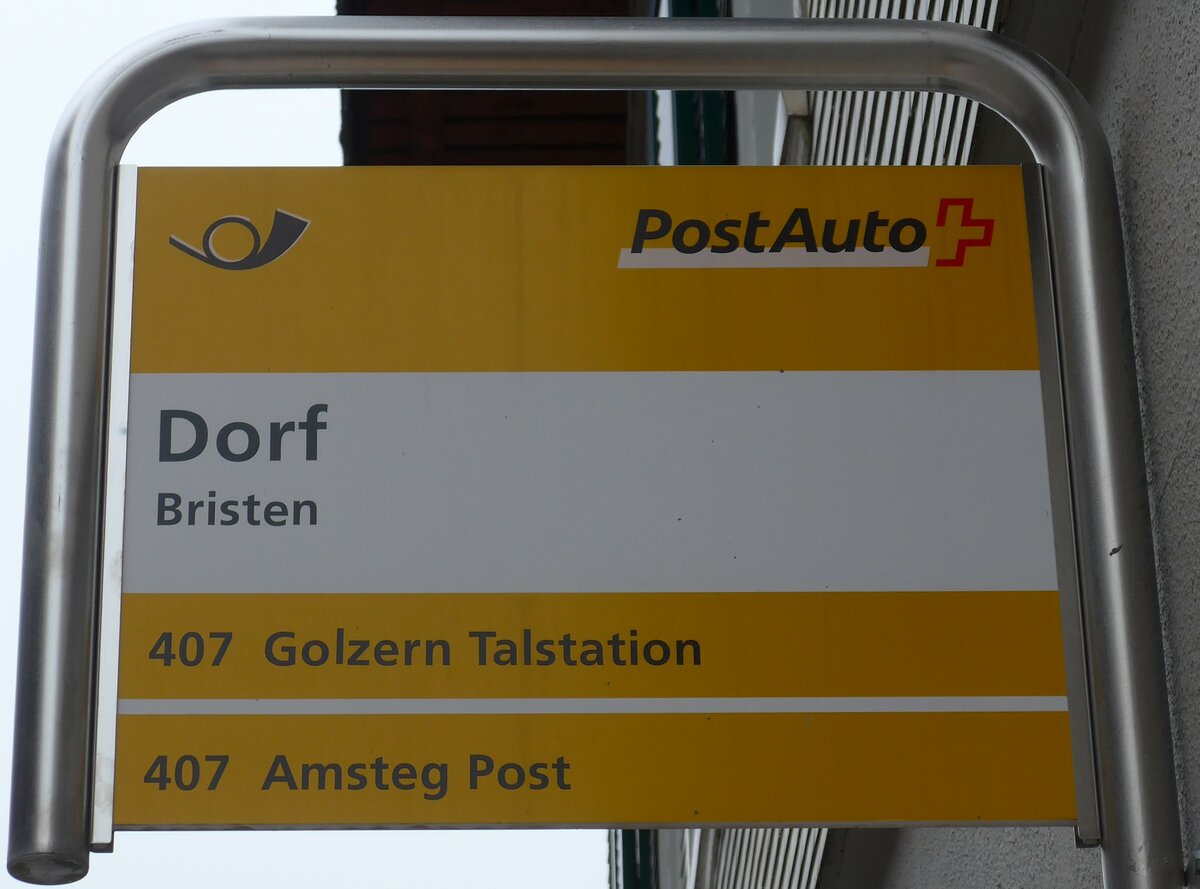 PostAuto
Dorf
Bristen
407 Golzern Talstation
407 Amsteg Post